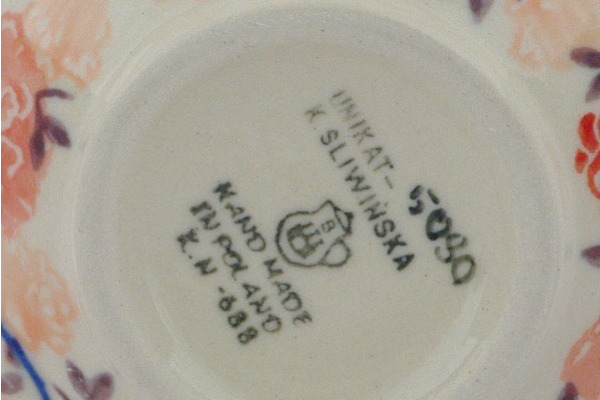 UNIKAT-
K. SLIWIŃSKA
5090
B
HAND MADE
IN POLAND
K.N-688